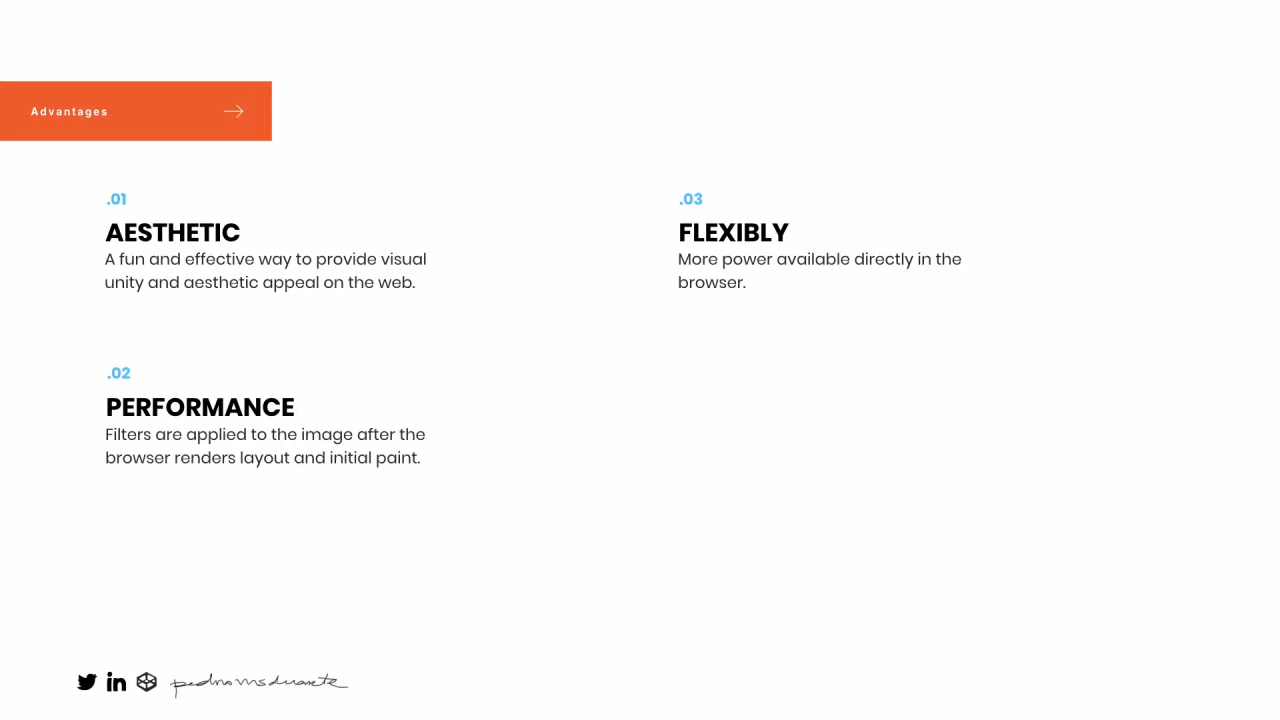 Advantages
.01
AESTHETIC
A fun and effective way to provide visual
unity and aesthetic appeal on the web.
.02
PERFORMANCE
Filters are applied to the image after the
browser renders layout and initial paint.
.03
FLEXIBLY
More power available directly in the
browser.
pedromsduarte